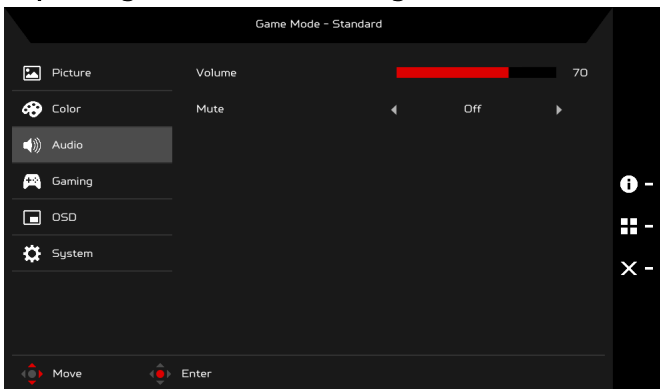 Game Mode - Standard
Picture
Volume 70
Color
Mute Off
Audio
Gaming
OSD
System
Move Enter